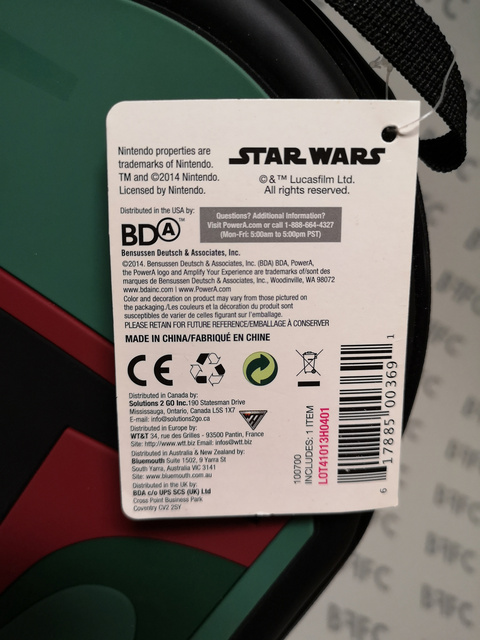 Nintendo properties are
trademarks of Nintendo.
TM and ©2014 Nintendo.
Licensed by Nintendo.
STAR WARS
©&™ Lucasfilm Ltd.
All rights reserved.
Distributed in the USA by:
BDA™
Questions? Additional Information?
Visit PowerA.com or call 1-888-664-4327
(Mon-Fri: 5:00am to 5:00pm PST)
Bensussen Deutsch & Associates, Inc.
©2014. Bensussen Deutsch & Associates, Inc. (BDA) BDA, PowerA,
the PowerA logo and Amplify Your Experience are trademarks of/sont des
marques de Bensussen Deutsch & Associates, Inc., Woodinville, WA 98072
www.bdainc.com | www.PowerA.com
Color and decoration on product may vary from those pictured on
the packaging./Les couleurs et la décoration du produit sont
susceptibles de varier de celles figurant sur l'emballage.
PLEASE RETAIN FOR FUTURE REFERENCE/EMBALLAGE À CONSERVER
MADE IN CHINA/FABRIQUÉ EN CHINE
CE
Distributed in Canada by:
Solutions 2 GO Inc. 190 Statesman Drive
Mississauga, Ontario, Canada L5S 1X7
E-mail: info@solutions2go.ca
Distributed in Europe by:
WT&T 34, rue des Grilles - 93500 Pantin, France
Site: http://www.wtt.biz Email: info@wtt.biz
Distributed in Australia & New Zealand by:
Bluemouth Suite 1502, 9 Yarra St
South Yarra, Australia VIC 3141
Site: www.bluemouth.com.au
Distributed in the UK by:
BDA c/o UPS SCS (UK) Ltd
Cross Point Business Park
Coventry CV2 2SY
100700
INCLUDES: 1 ITEM
LOT41013H0401
6 17885 00369 1